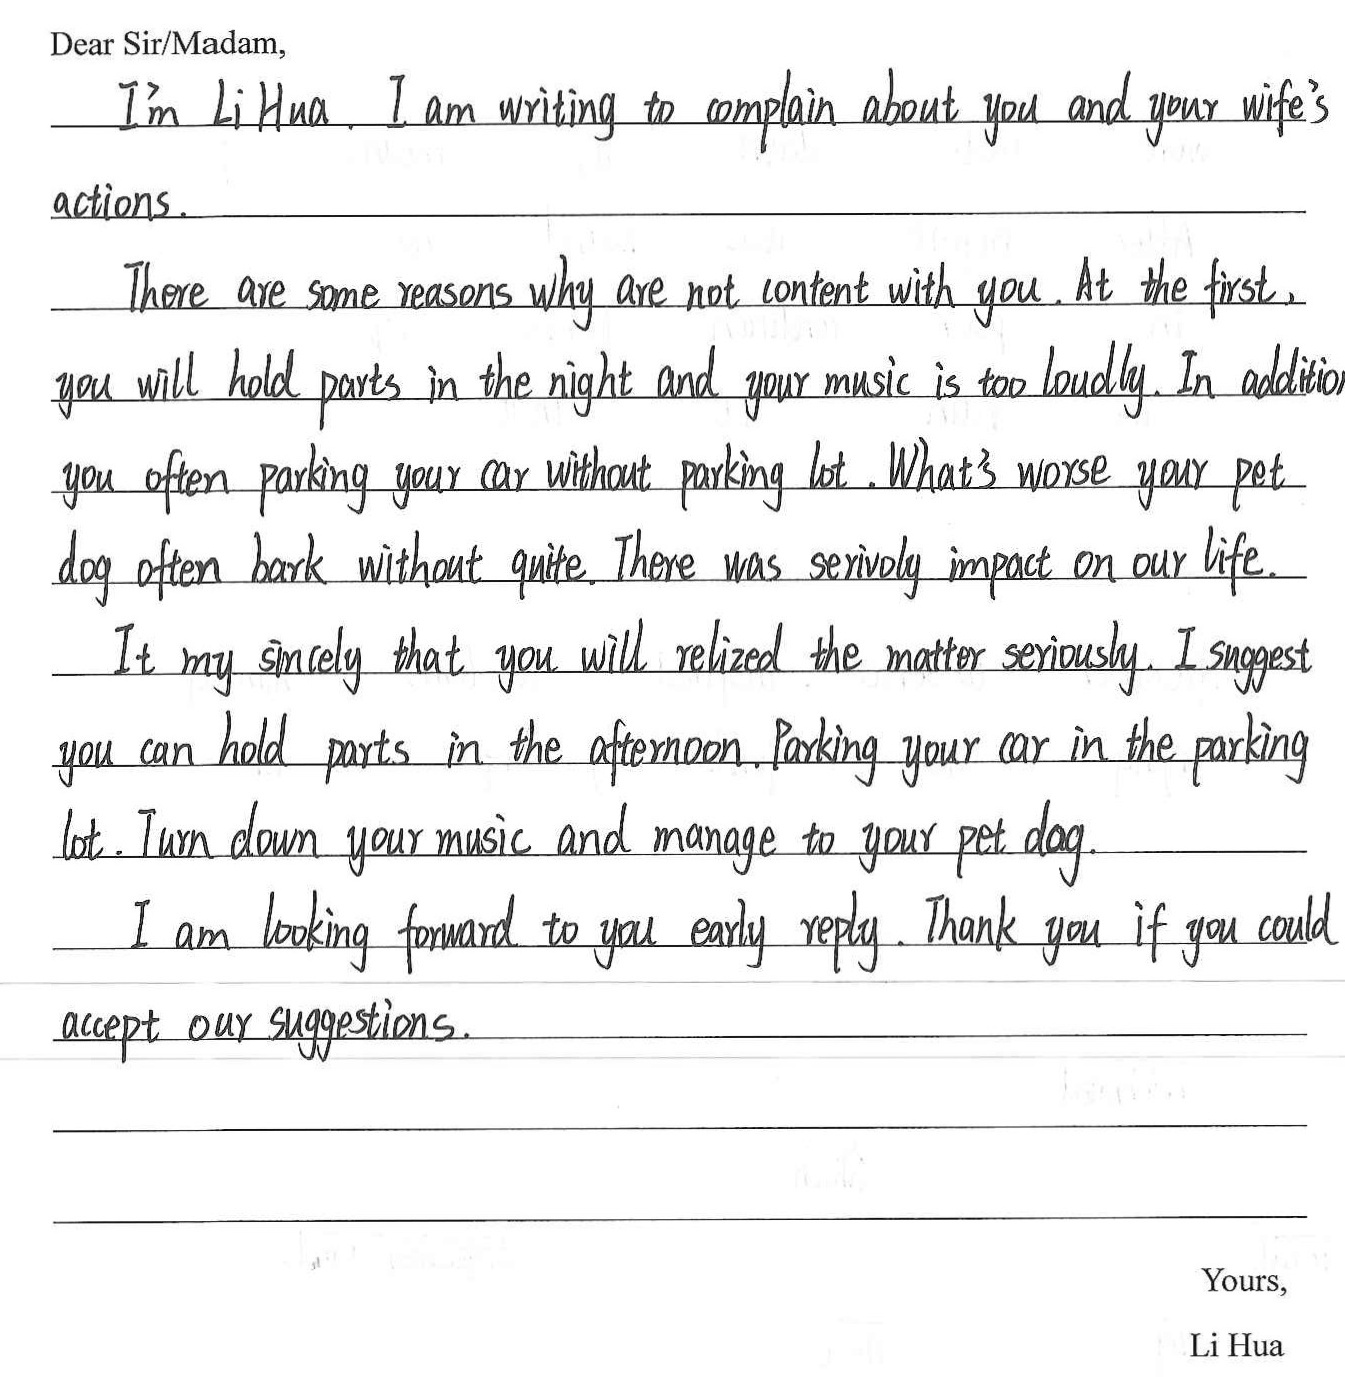 Dear Sir/Madam,
I'm Li Hua. I am writing to complain about you and your wife's
actions.
There are some reasons why are not content with you. At the first,
you will hold parts in the night and your music is too loudly. In addition
you often parking your car without parking lot. What's worse your pet
dog often bark without quite. There was serivoly impact on our life.
It my sincely that you will relized the matter seriously. I suggest
you can hold parts in the afternoon. Parking your car in the parking
lot. Turn down your music and manage to your pet dog.
I am looking forward to you early reply. Thank you if you could
accept our suggestions.
Yours,
Li Hua